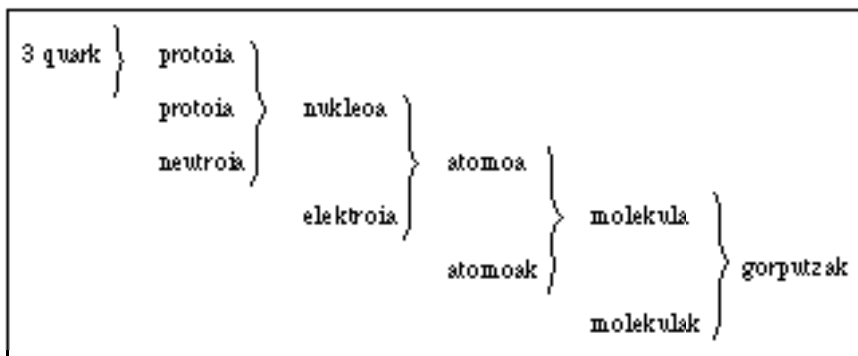 3 quark protoia
protoia nukleoa
neutroia atomoa
elektroia molekula
atomoak gorputzak
molekulak